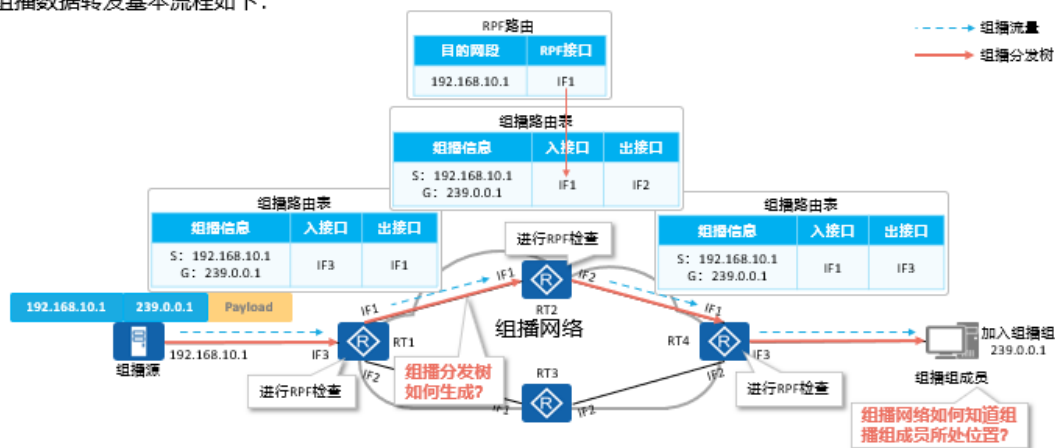 组播数据转发基本流程如下：
RPF路由
目的网段 RPF接口
192.168.10.1 IF1
组播流量
组播分发树
组播路由表
组播信息 入接口 出接口
S：192.168.10.1
G：239.0.0.1
IF1 IF2
组播路由表
组播信息 入接口 出接口
S：192.168.10.1
G：239.0.0.1
IF3 IF1
组播路由表
组播信息 入接口 出接口
S：192.168.10.1
G：239.0.0.1
IF1 IF3
进行RPF检查
IF1 IF2
RT2
组播网络
192.168.10.1 239.0.0.1 Payload
IF1
IF1
192.168.10.1
IF3
RT1
RT4
IF3
加入组播组
239.0.0.1
组播源
组播组成员
IF2
IF2
进行RPF检查
组播分发树
如何生成?
RT3
IF1
IF2
进行RPF检查
组播网络如何知道组
播组成员所处位置?